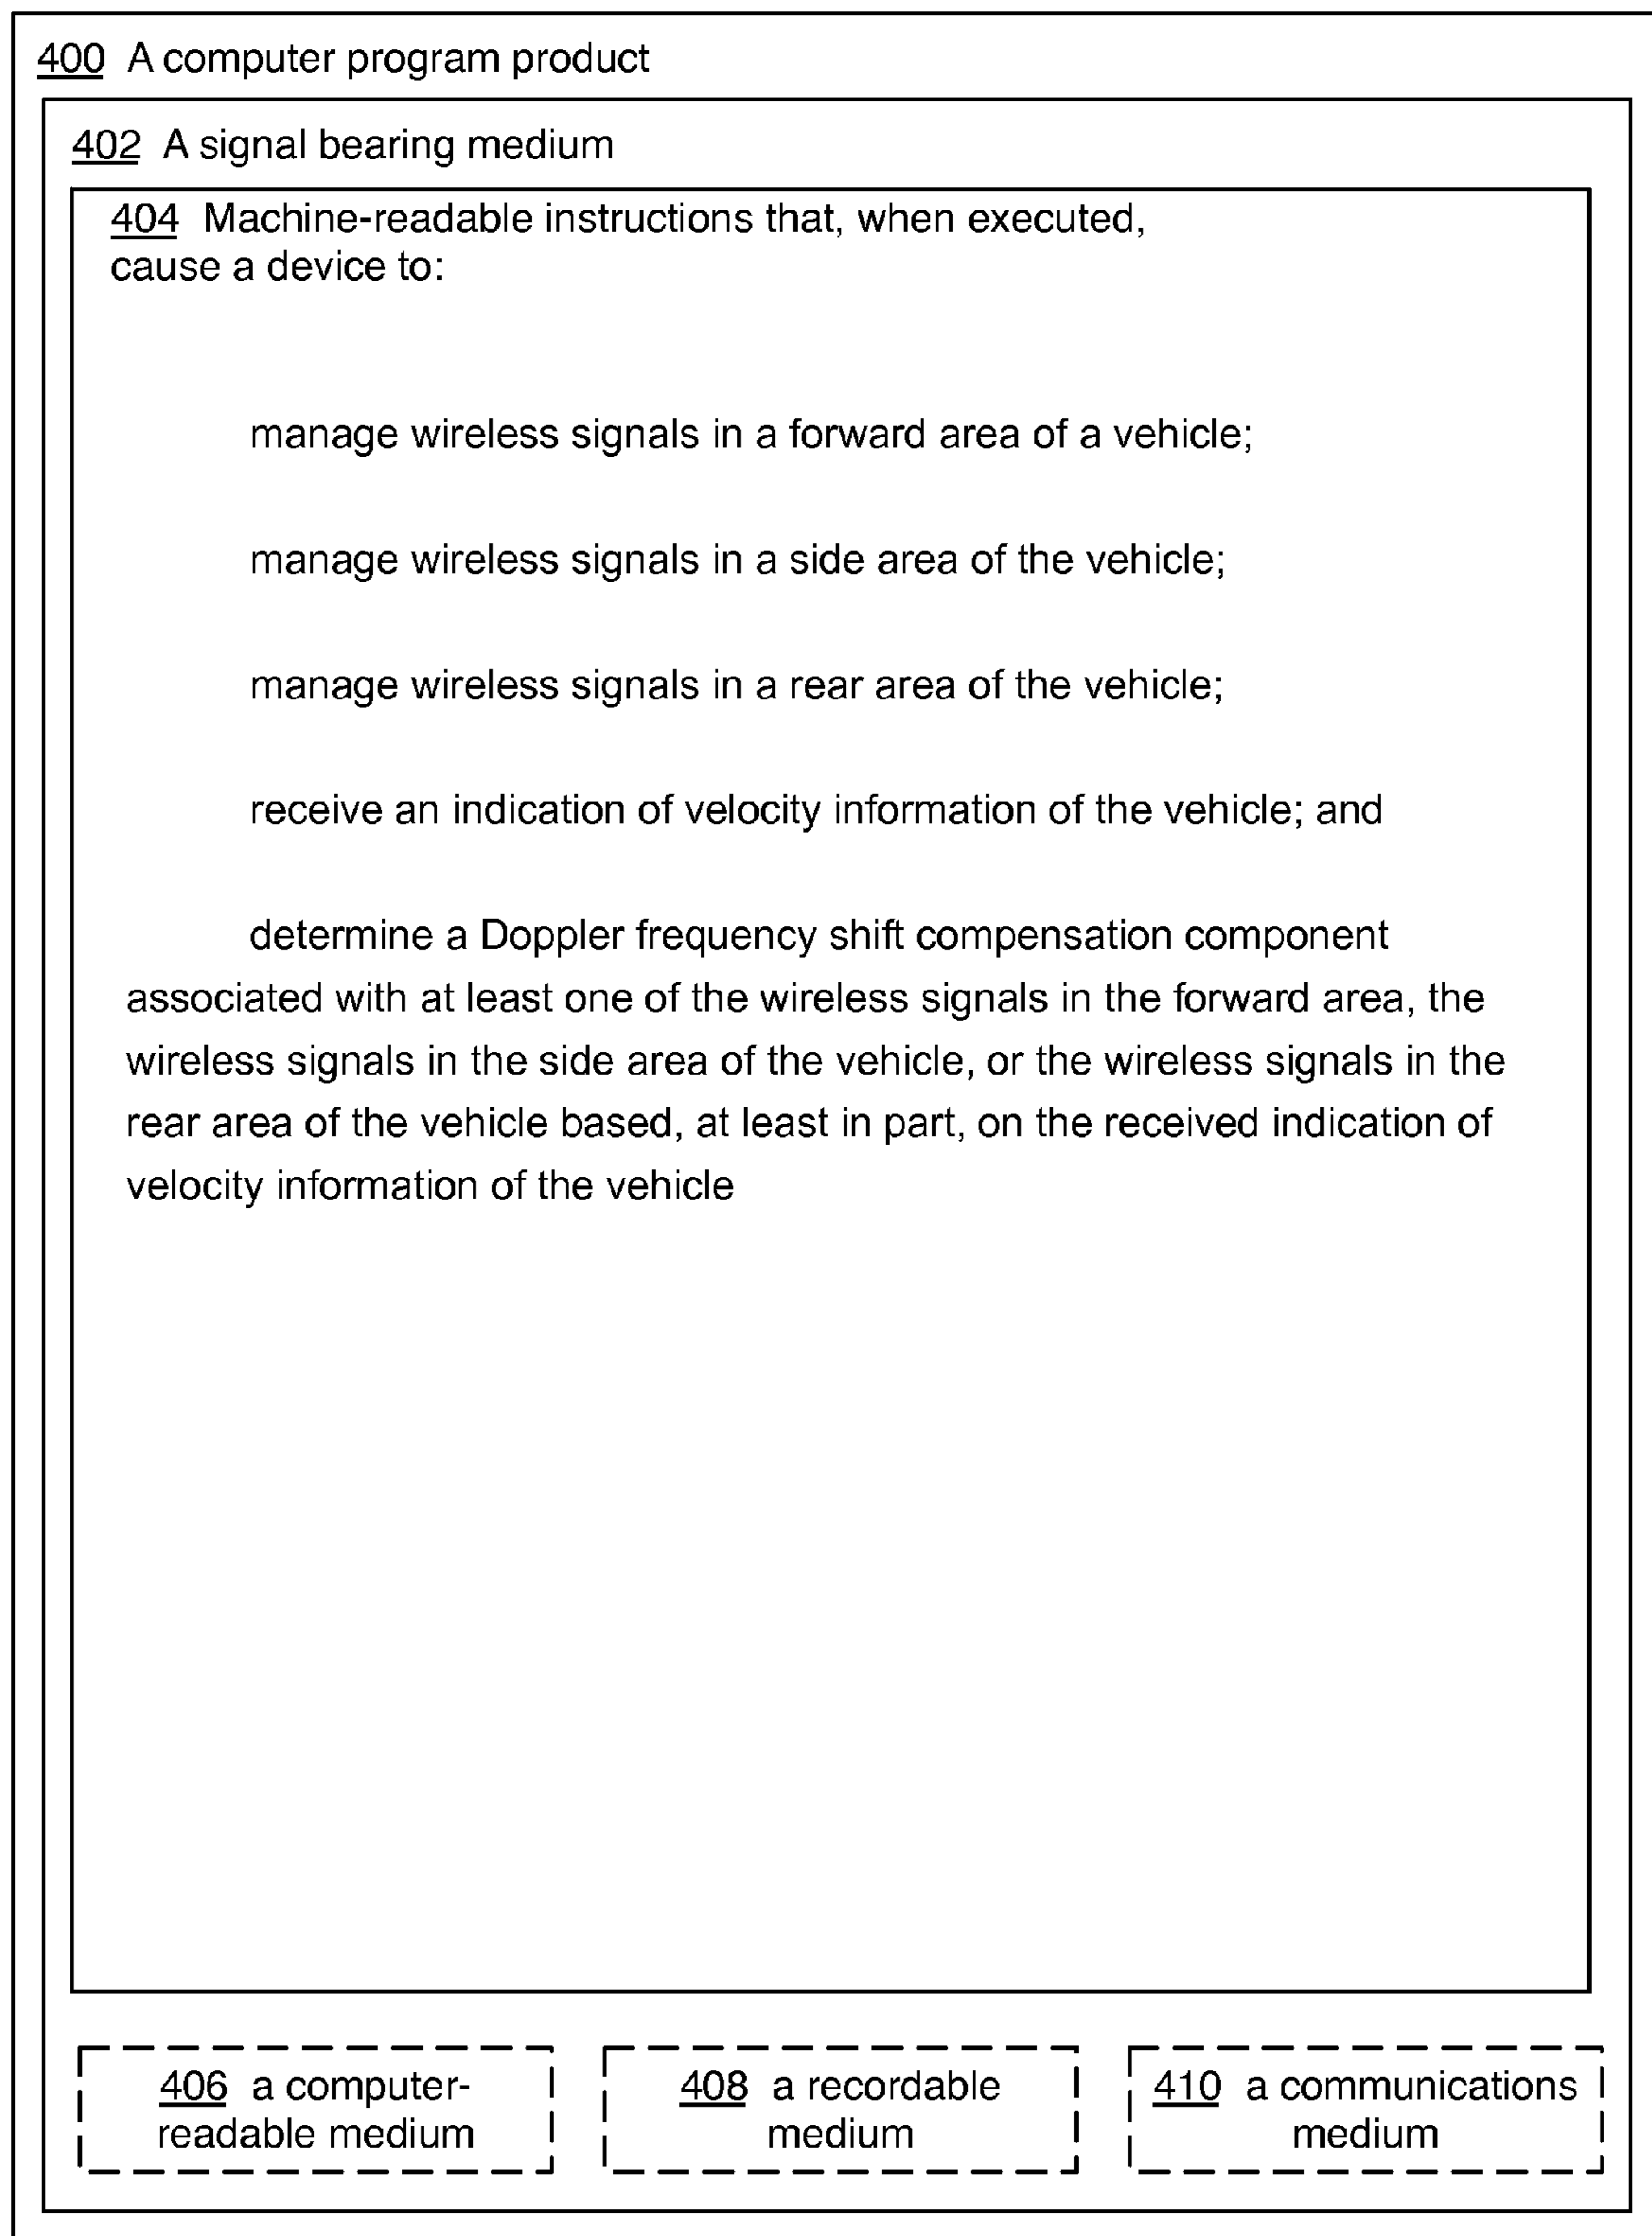 400 A computer program product
402 A signal bearing medium
404 Machine-readable instructions that, when executed,
cause a device to:
manage wireless signals in a forward area of a vehicle;
manage wireless signals in a side area of the vehicle;
manage wireless signals in a rear area of the vehicle;
receive an indication of velocity information of the vehicle; and
determine a Doppler frequency shift compensation component
associated with at least one of the wireless signals in the forward area, the
wireless signals in the side area of the vehicle, or the wireless signals in the
rear area of the vehicle based, at least in part, on the received indication of
velocity information of the vehicle
406 a computer-
readable medium
408 a recordable
medium
410 a communications
medium